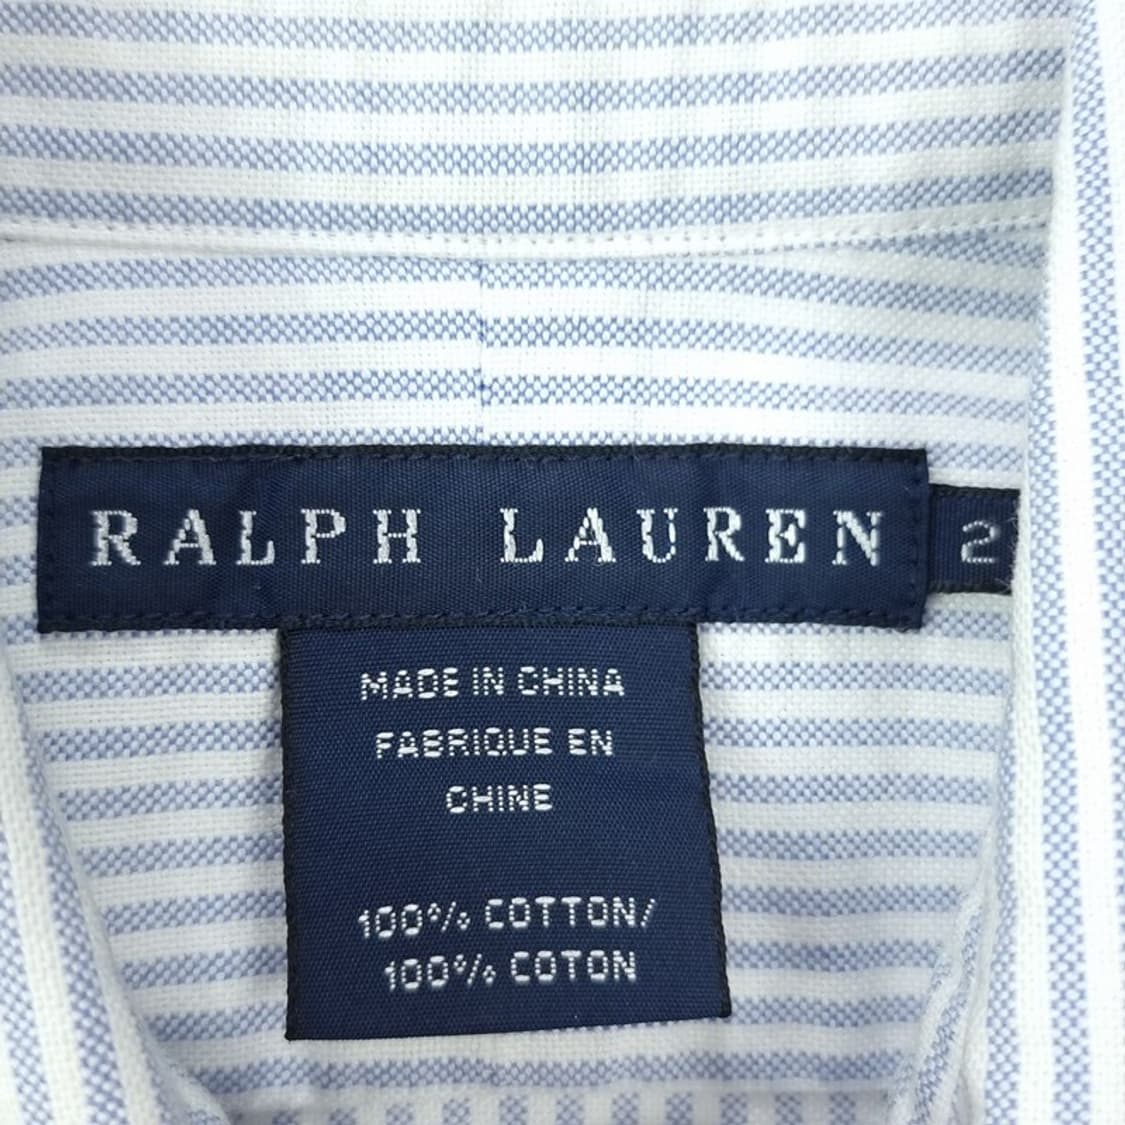 RALPH LAUREN 2
MADE IN CHINA
FABRIQUE EN
CHINE
100% COTTON/
100% COTON